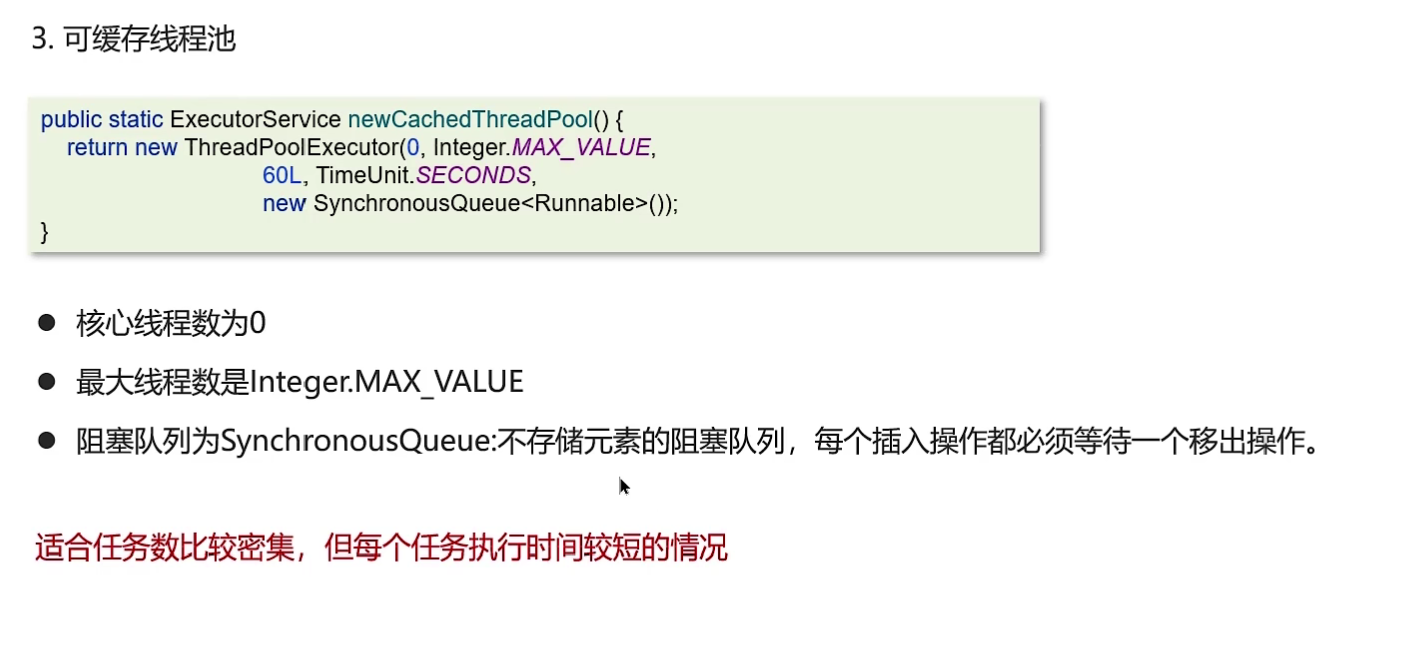 3. 可缓存线程池
public static ExecutorService newCachedThreadPool() {
return new ThreadPoolExecutor(0, Integer.MAX_VALUE,
60L, TimeUnit.SECONDS,
new SynchronousQueue<Runnable>());
}
● 核心线程数为0
● 最大线程数是Integer.MAX_VALUE
● 阻塞队列为SynchronousQueue:不存储元素的阻塞队列，每个插入操作都必须等待一个移出操作。
适合任务数比较密集，但每个任务执行时间较短的情况